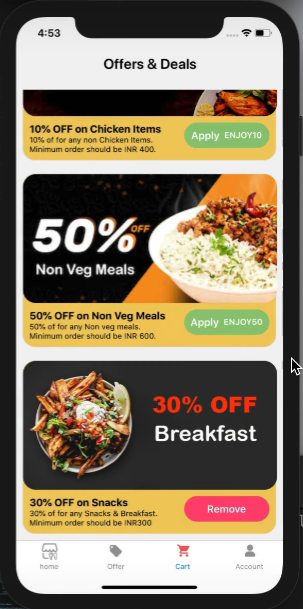 4:53
Offers & Deals
10% OFF on Chicken Items
10% of for any non Chicken Items.
Minimum order should be INR 400.
Apply ENJOY10
50% OFF
Non Veg Meals
50% OFF on Non Veg Meals
50% of for any Non veg meals.
Minimum order should be INR 600.
Apply ENJOY50
30% OFF
Breakfast
30% OFF on Snacks
30% of for any Snacks & Breakfast.
Minimum order should be INR300
Remove
home Offer Cart Account